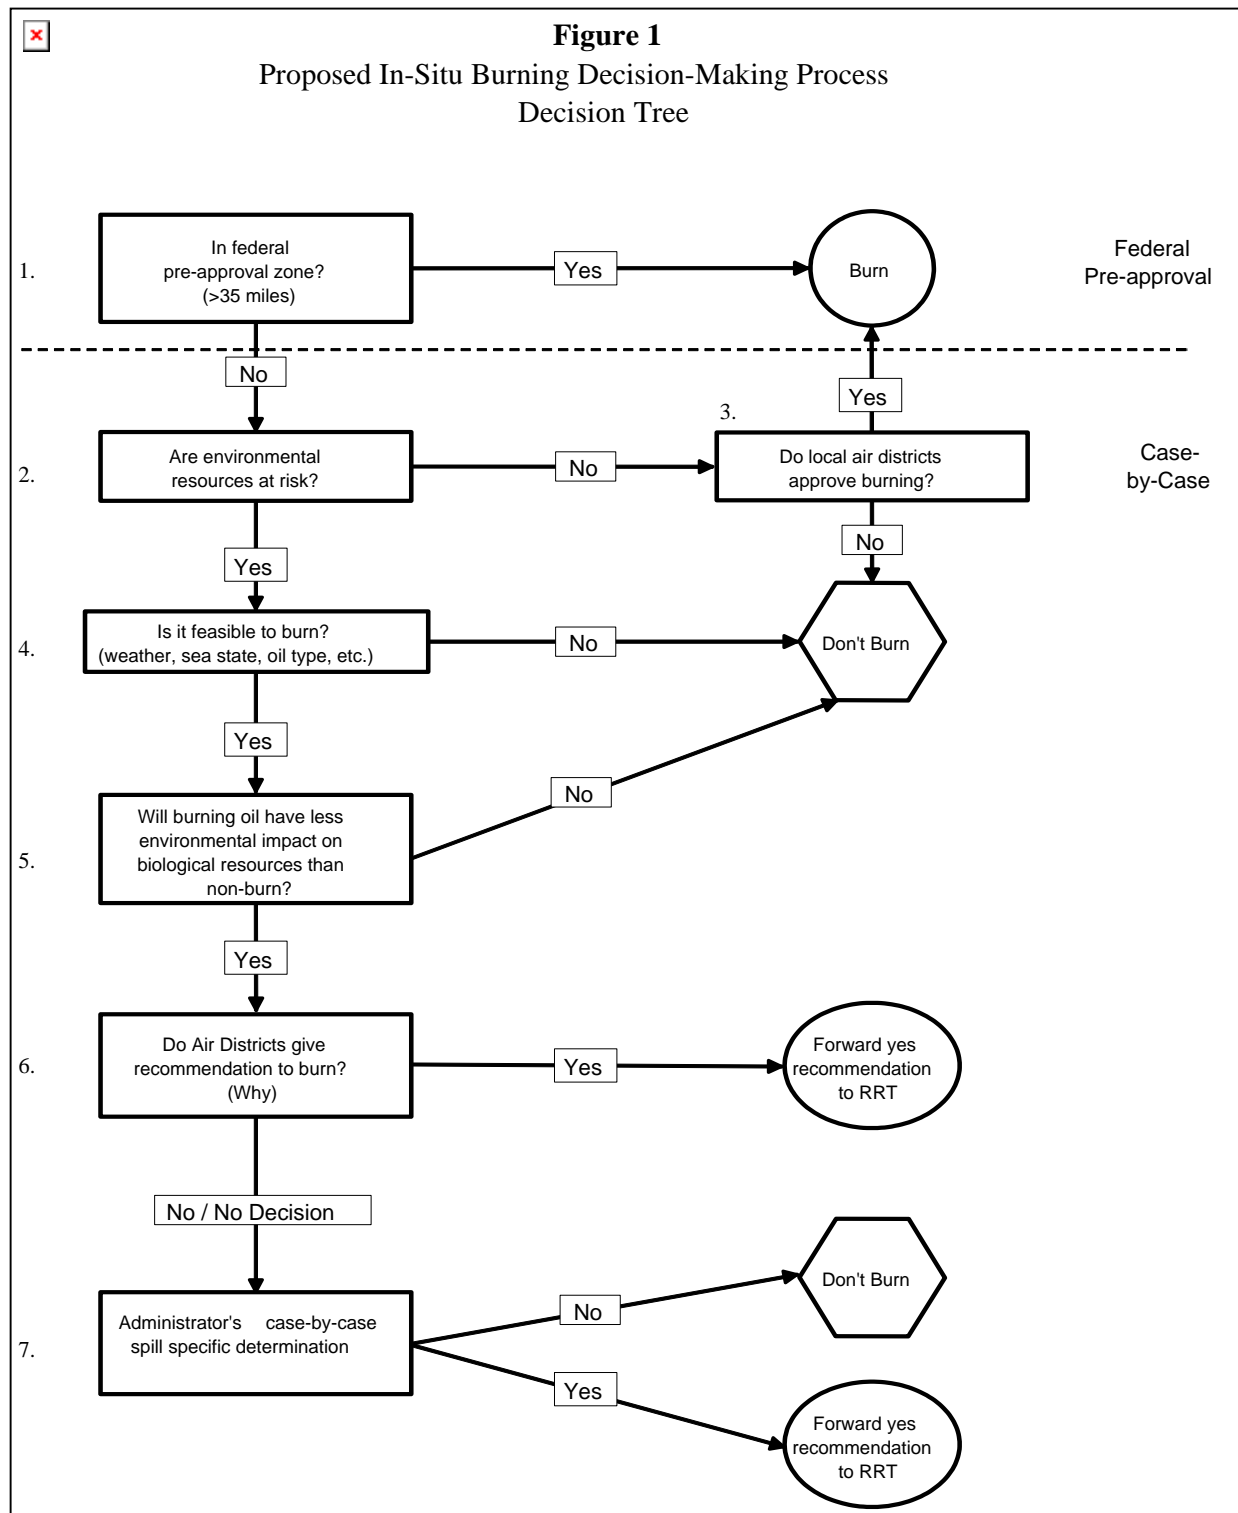 Figure 1
Proposed In-Situ Burning Decision-Making Process
Decision Tree
1.
In federal
pre-approval zone?
(>35 miles)
Yes
Burn
Federal
Pre-approval
No
Yes
2.
Are environmental
resources at risk?
No
3.
Do local air districts
approve burning?
Case-
by-Case
Yes
No
4.
Is it feasible to burn?
(weather, sea state, oil type, etc.)
No
Don't Burn
Yes
No
5.
Will burning oil have less
environmental impact on
biological resources than
non-burn?
Yes
6.
Do Air Districts give
recommendation to burn?
(Why)
Yes
Forward yes
recommendation
to RRT
No / No Decision
7.
Administrator's case-by-case
spill specific determination
No
Don't Burn
Yes
Forward yes
recommendation
to RRT